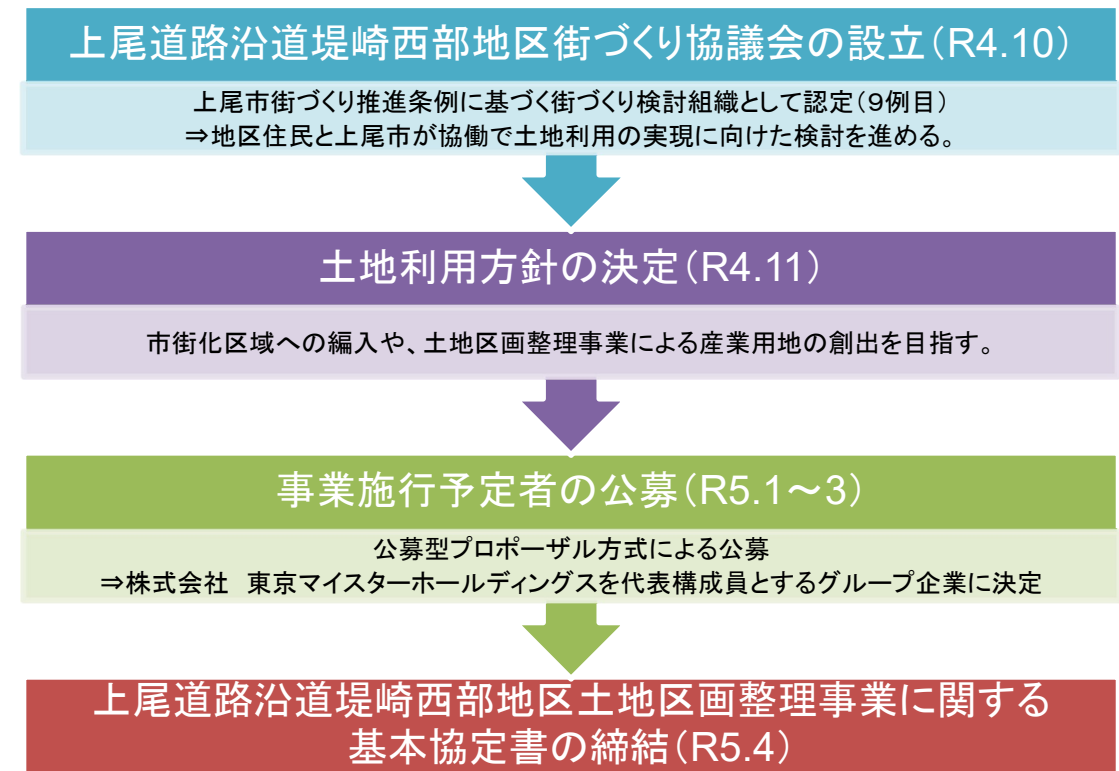 上尾道路沿道堤崎西部地区街づくり協議会の設立（R4.10）
上尾市街づくり推進条例に基づく街づくり検討組織として認定（９例目）
⇒地区住民と上尾市が協働で土地利用の実現に向けた検討を進める。
土地利用方針の決定（R4.11）
市街化区域への編入や、土地区画整理事業による産業用地の創出を目指す。
事業施行予定者の公募（R5.1～3）
公募型プロポーザル方式による公募
⇒株式会社　東京マイスターホールディングスを代表構成員とするグループ企業に決定
上尾道路沿道堤崎西部地区土地区画整理事業に関する
基本協定書の締結（R5.4）